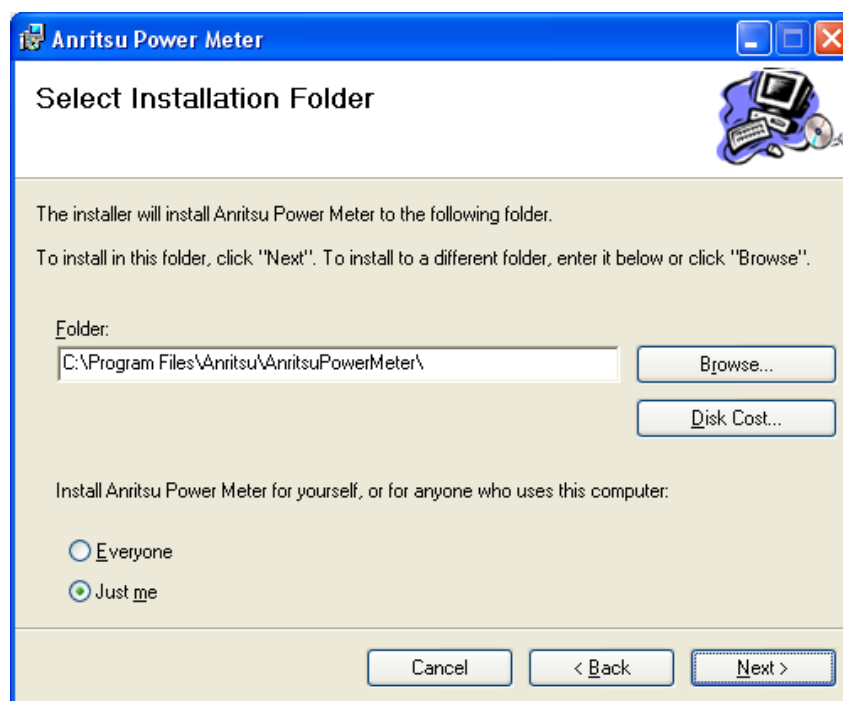 Anritsu Power Meter
Select Installation Folder
The installer will install Anritsu Power Meter to the following folder.
To install in this folder, click "Next". To install to a different folder, enter it below or click "Browse".
Folder:
C:\Program Files\Anritsu\AnritsuPowerMeter\
Browse...
Disk Cost...
Install Anritsu Power Meter for yourself, or for anyone who uses this computer:
Everyone
Just me
Cancel
< Back
Next >